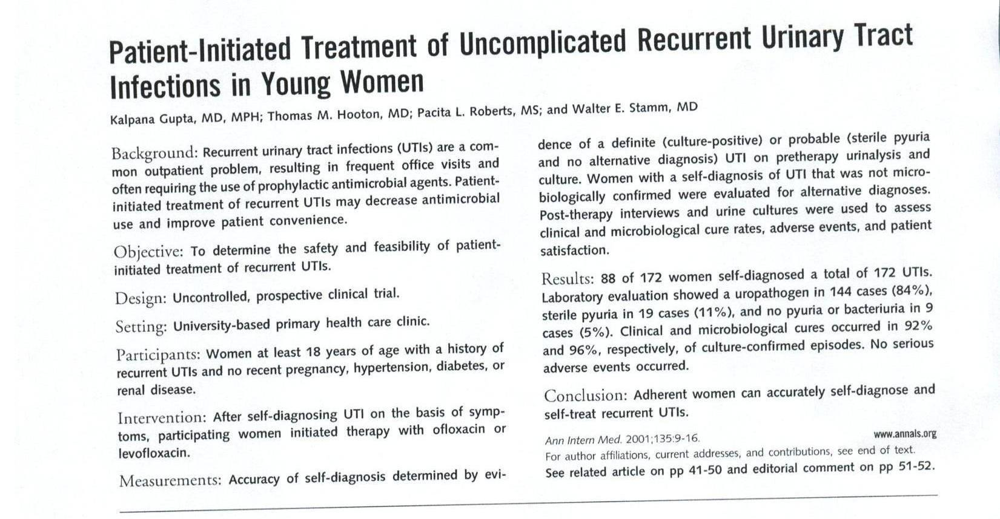 Patient-Initiated Treatment of Uncomplicated Recurrent Urinary Tract
Infections in Young Women
Kalpana Gupta, MD, MPH; Thomas M. Hooton, MD; Pacita L. Roberts, MS; and Walter E. Stamm, MD
Background: Recurrent urinary tract infections (UTIs) are a com-
mon outpatient problem, resulting in frequent office visits and
often requiring the use of prophylactic antimicrobial agents. Patient-
initiated treatment of recurrent UTIs may decrease antimicrobial
use and improve patient convenience.
Objective: To determine the safety and feasibility of patient-
initiated treatment of recurrent UTIs.
Design: Uncontrolled, prospective clinical trial.
Setting: University-based primary health care clinic.
Participants: Women at least 18 years of age with a history of
recurrent UTIs and no recent pregnancy, hypertension, diabetes, or
renal disease.
Intervention: After self-diagnosing UTI on the basis of symp-
toms, participating women initiated therapy with ofloxacin or
levofloxacin.
Measurements: Accuracy of self-diagnosis determined by evi-
dence of a definite (culture-positive) or probable (sterile pyuria
and no alternative diagnosis) UTI on pretherapy urinalysis and
culture. Women with a self-diagnosis of UTI that was not micro-
biologically confirmed were evaluated for alternative diagnoses.
Post-therapy interviews and urine cultures were used to assess
clinical and microbiological cure rates, adverse events, and patient
satisfaction.
Results: 88 of 172 women self-diagnosed a total of 172 UTIs.
Laboratory evaluation showed a uropathogen in 144 cases (84%),
sterile pyuria in 19 cases (11%), and no pyuria or bacteriuria in 9
cases (5%). Clinical and microbiological cures occurred in 92%
and 96%, respectively, of culture-confirmed episodes. No serious
adverse events occurred.
Conclusion: Adherent women can accurately self-diagnose and
self-treat recurrent UTIs.
Ann Intern Med. 2001;135:9-16. www.annals.org
For author affiliations, current addresses, and contributions, see end of text.
See related article on pp 41-50 and editorial comment on pp 51-52.